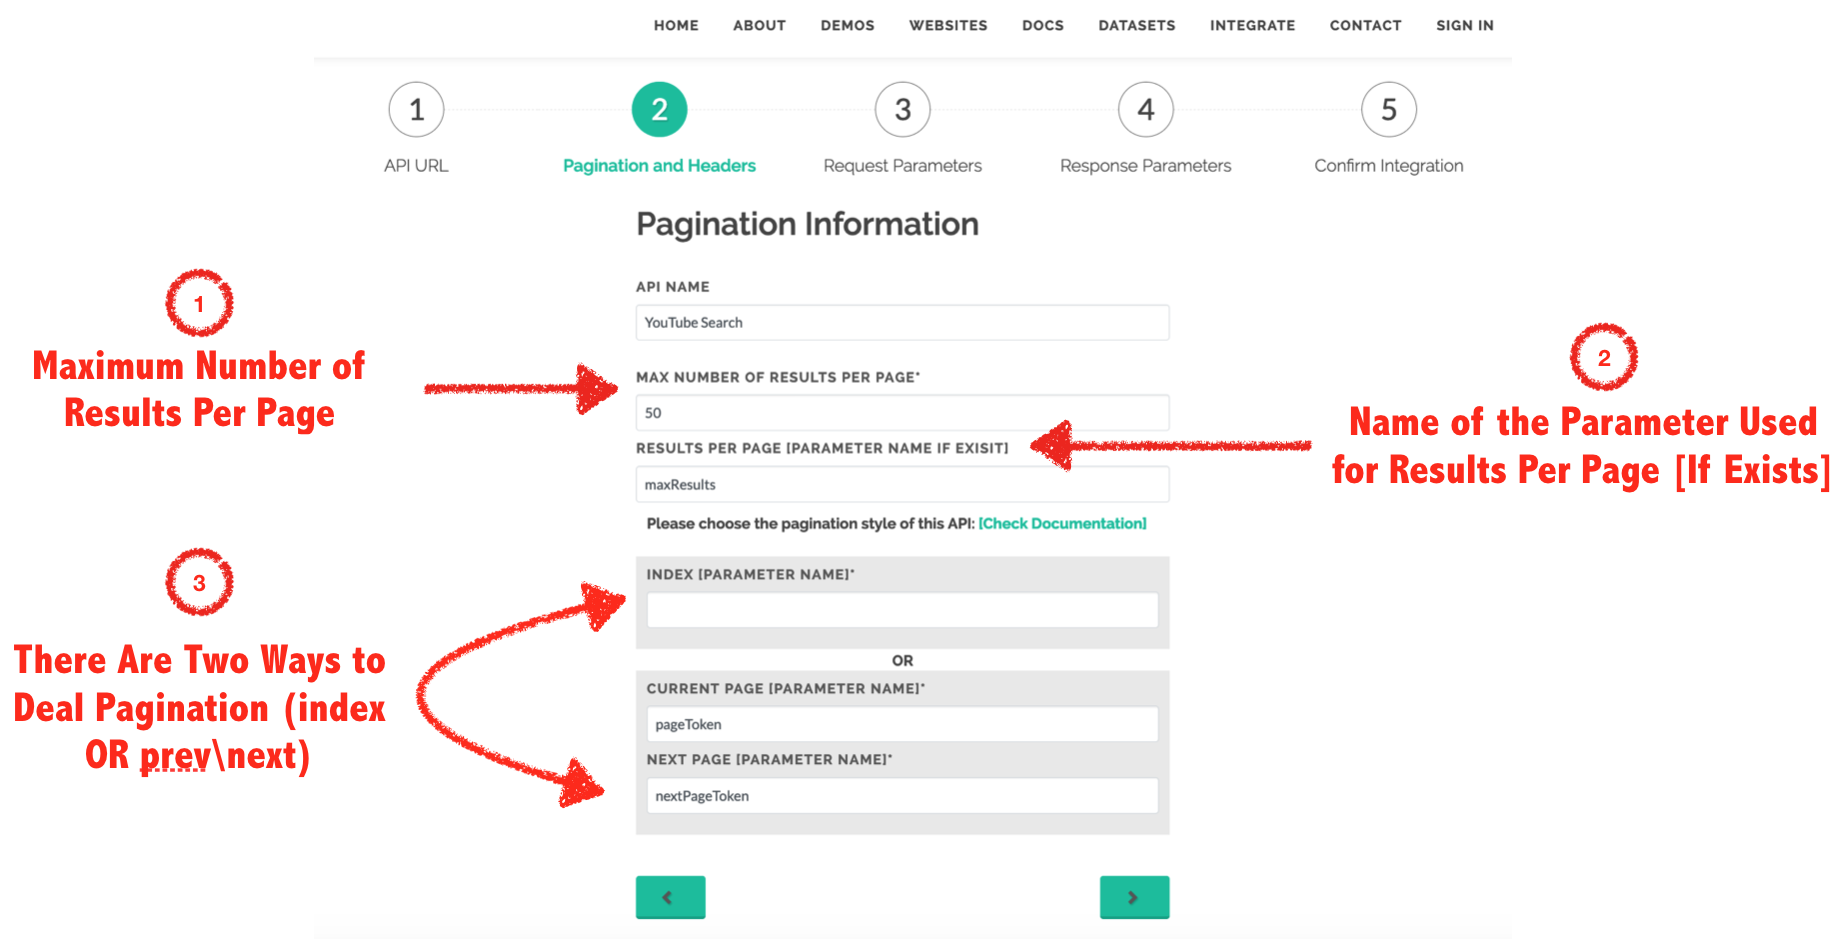 HOME ABOUT DEMOS WEBSITES DOCS DATASETS INTEGRATE CONTACT SIGN IN
1 2 3 4 5
API URL Pagination and Headers Request Parameters Response Parameters Confirm Integration
Pagination Information
API NAME
YouTube Search
1
Maximum Number of
Results Per Page
MAX NUMBER OF RESULTS PER PAGE*
50
RESULTS PER PAGE [PARAMETER NAME IF EXISIT]
maxResults
2
Name of the Parameter Used
for Results Per Page [If Exists]
Please choose the pagination style of this API: [Check Documentation]
3
There Are Two Ways to
Deal Pagination (index
OR prev\next)
INDEX [PARAMETER NAME]*
OR
CURRENT PAGE [PARAMETER NAME]*
pageToken
NEXT PAGE [PARAMETER NAME]*
nextPageToken